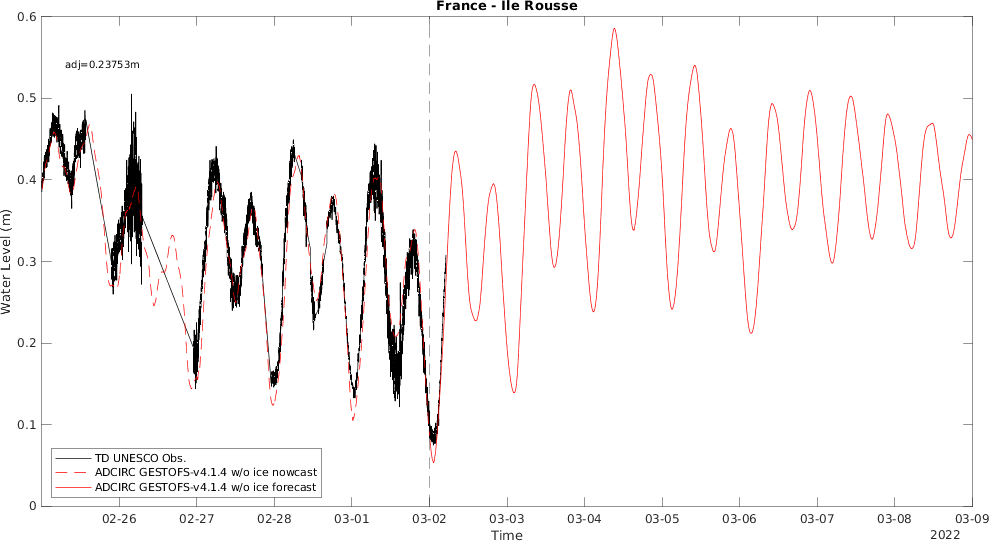 France - Ile Rousse
adj=0.23753m
0.6
0.5
0.4
0.3
0.2
0.1
0
Water Level (m)
TD UNESCO Obs.
ADCIRC GESTOFS-v4.1.4 w/o ice nowcast
ADCIRC GESTOFS-v4.1.4 w/o ice forecast
02-26 02-27 02-28 03-01 03-02 03-03 03-04 03-05 03-06 03-07 03-08 03-09
Time
2022